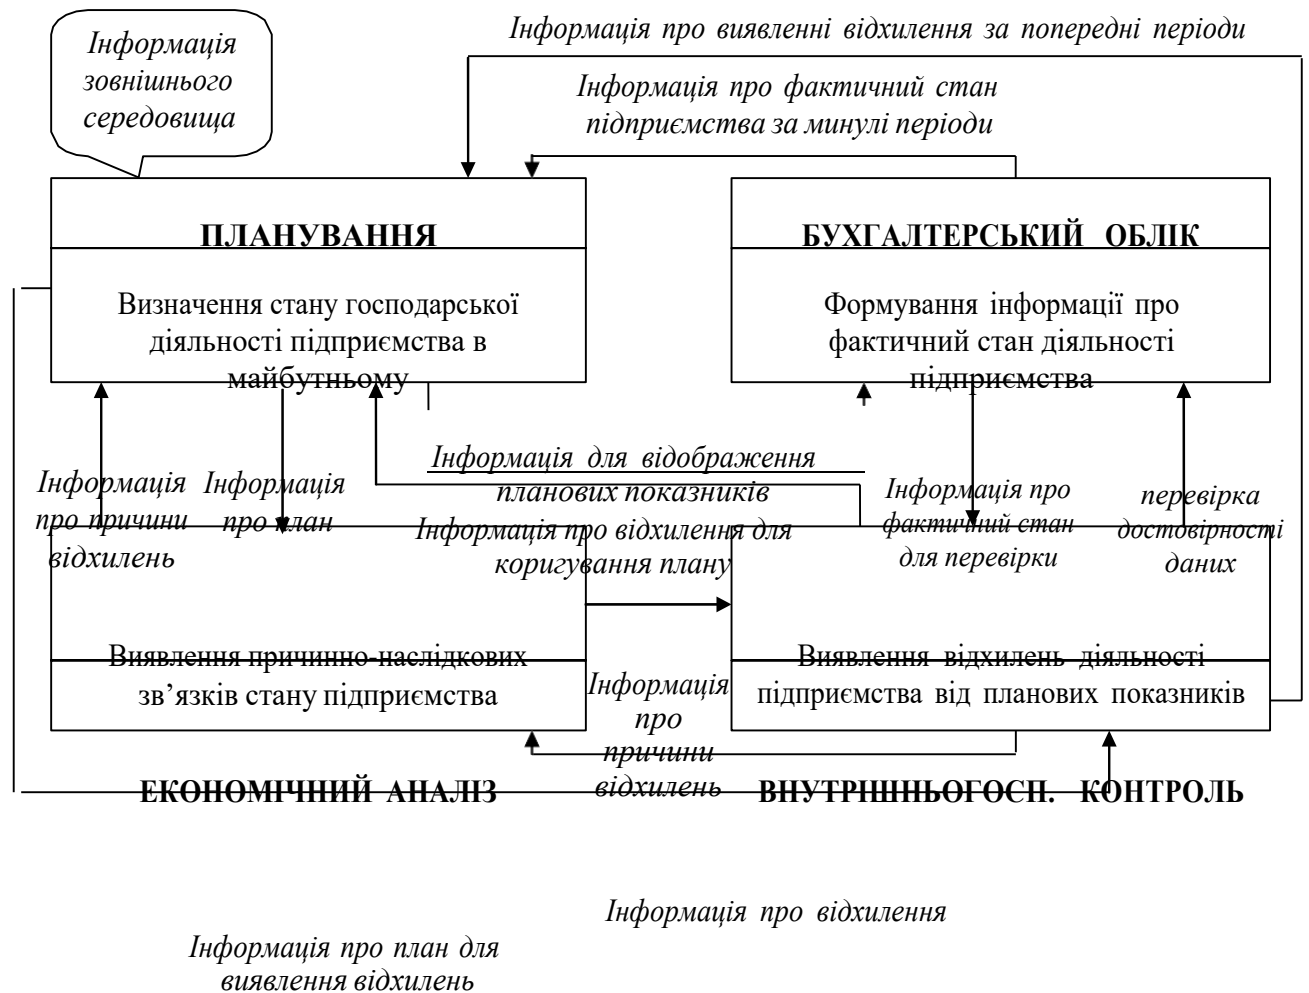 Інформація
зовнішнього
середовища
Інформація про виявленні відхилення за попередні періоди
Інформація про фактичний стан
підприємства за минулі періоди
ПЛАНУВАННЯ
Визначення стану господарської
діяльності підприємства в
майбутньому
БУХГАЛТЕРСЬКИЙ ОБЛІК
Формування інформації про
фактичний стан діяльності
підприємства
Інформація
про причини
відхилень
Інформація
про план
Інформація для відображення
планових показників
Інформація про відхилення для
коригування плану
Інформація про
фактичний стан
для перевірки
перевірка
достовірності
даних
Виявлення причинно-наслідкових
зв’язків стану підприємства
Інформація
про
причини
відхилень
Виявлення відхилень діяльності
підприємства від планових показників
ЕКОНОМІЧНИЙ АНАЛІЗ
ВНУТРІШНЬОГОСП. КОНТРОЛЬ
Інформація про відхилення
Інформація про план для
виявлення відхилень